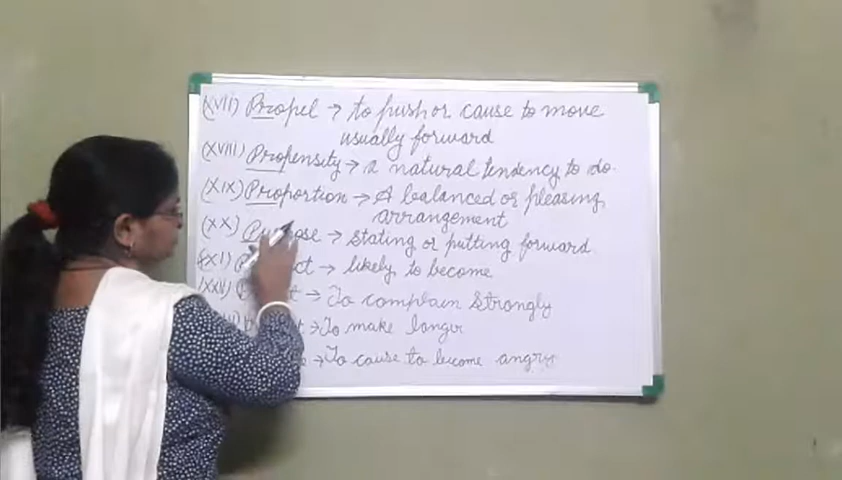 (XVII) Propel → to push or cause to move
usually forward
(XVIII) Propensity → a natural tendency to do
(XIX) Proportion → A balanced or pleasing
arrangement
(XX) → stating or putting forward
→ likely to become
(XXII) → To complain strongly
→ To make longer
→ To cause to become angry